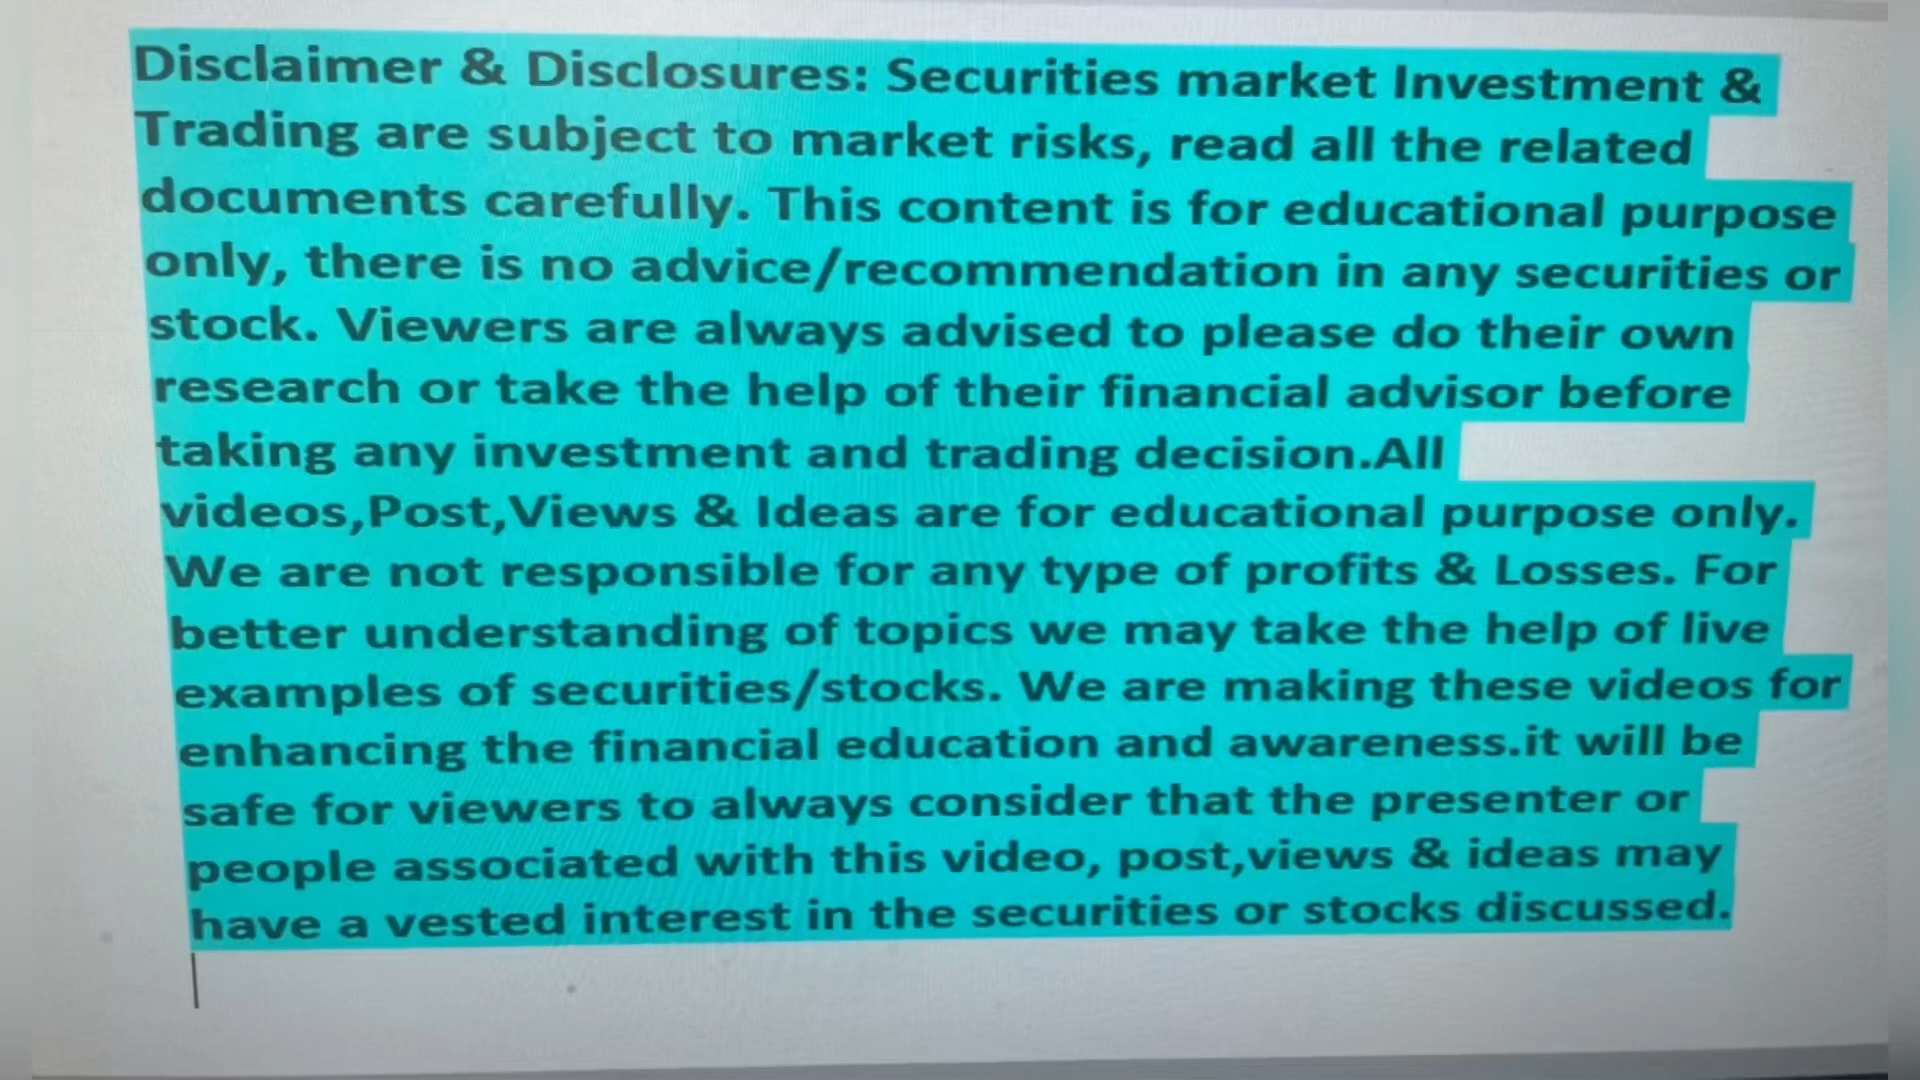 Disclaimer & Disclosures: Securities market Investment &
Trading are subject to market risks, read all the related
documents carefully. This content is for educational purpose
only, there is no advice/recommendation in any securities or
stock. Viewers are always advised to please do their own
research or take the help of their financial advisor before
taking any investment and trading decision.All
videos,Post,Views & Ideas are for educational purpose only.
We are not responsible for any type of profits & Losses. For
better understanding of topics we may take the help of live
examples of securities/stocks. We are making these videos for
enhancing the financial education and awareness.it will be
safe for viewers to always consider that the presenter or
people associated with this video, post,views & ideas may
have a vested interest in the securities or stocks discussed.